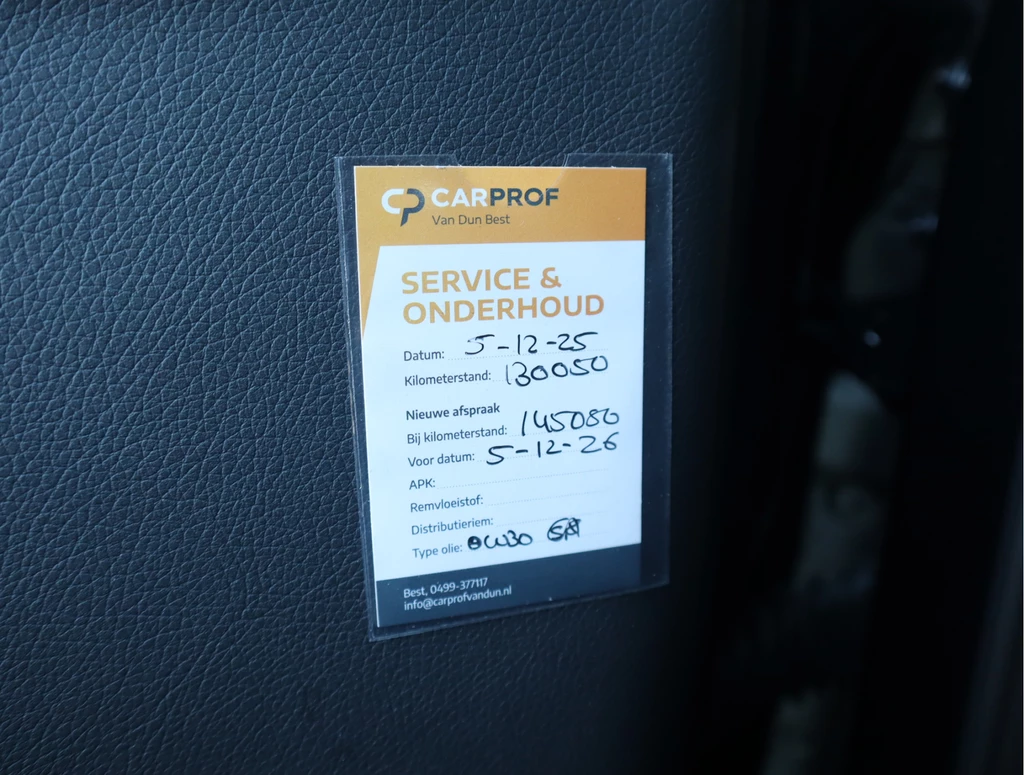 CP CARPROF
Van Dun Best
SERVICE &
ONDERHOUD
Datum: 5-12-25
Kilometerstand: 130050
Nieuwe afspraak
Bij kilometerstand: 145080
Voor datum: 5-12-26
APK:
Remvloeistof:
Distributieriem:
Type olie: 0W30
Best, 0499-377117
info@carprofvandun.nl